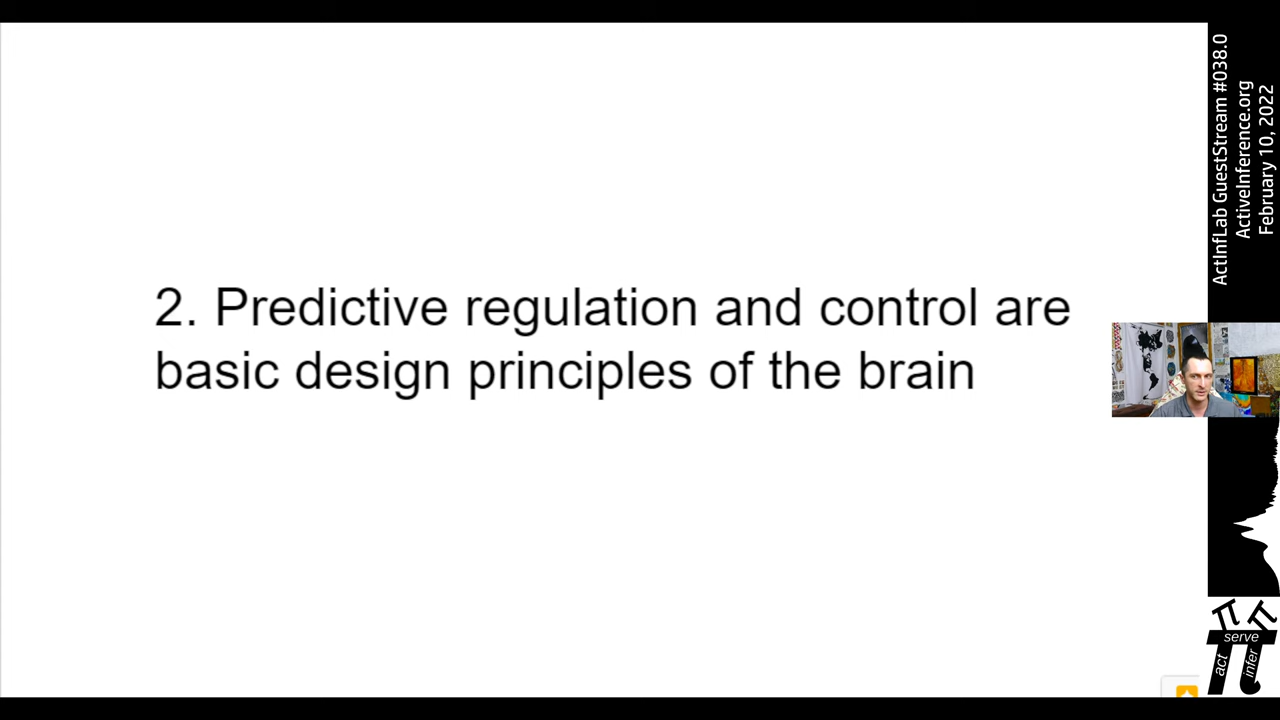 2. Predictive regulation and control are
basic design principles of the brain
ActInfLab GuestStream #038.0
ActiveInference.org
February 10, 2022
serve
act
infer